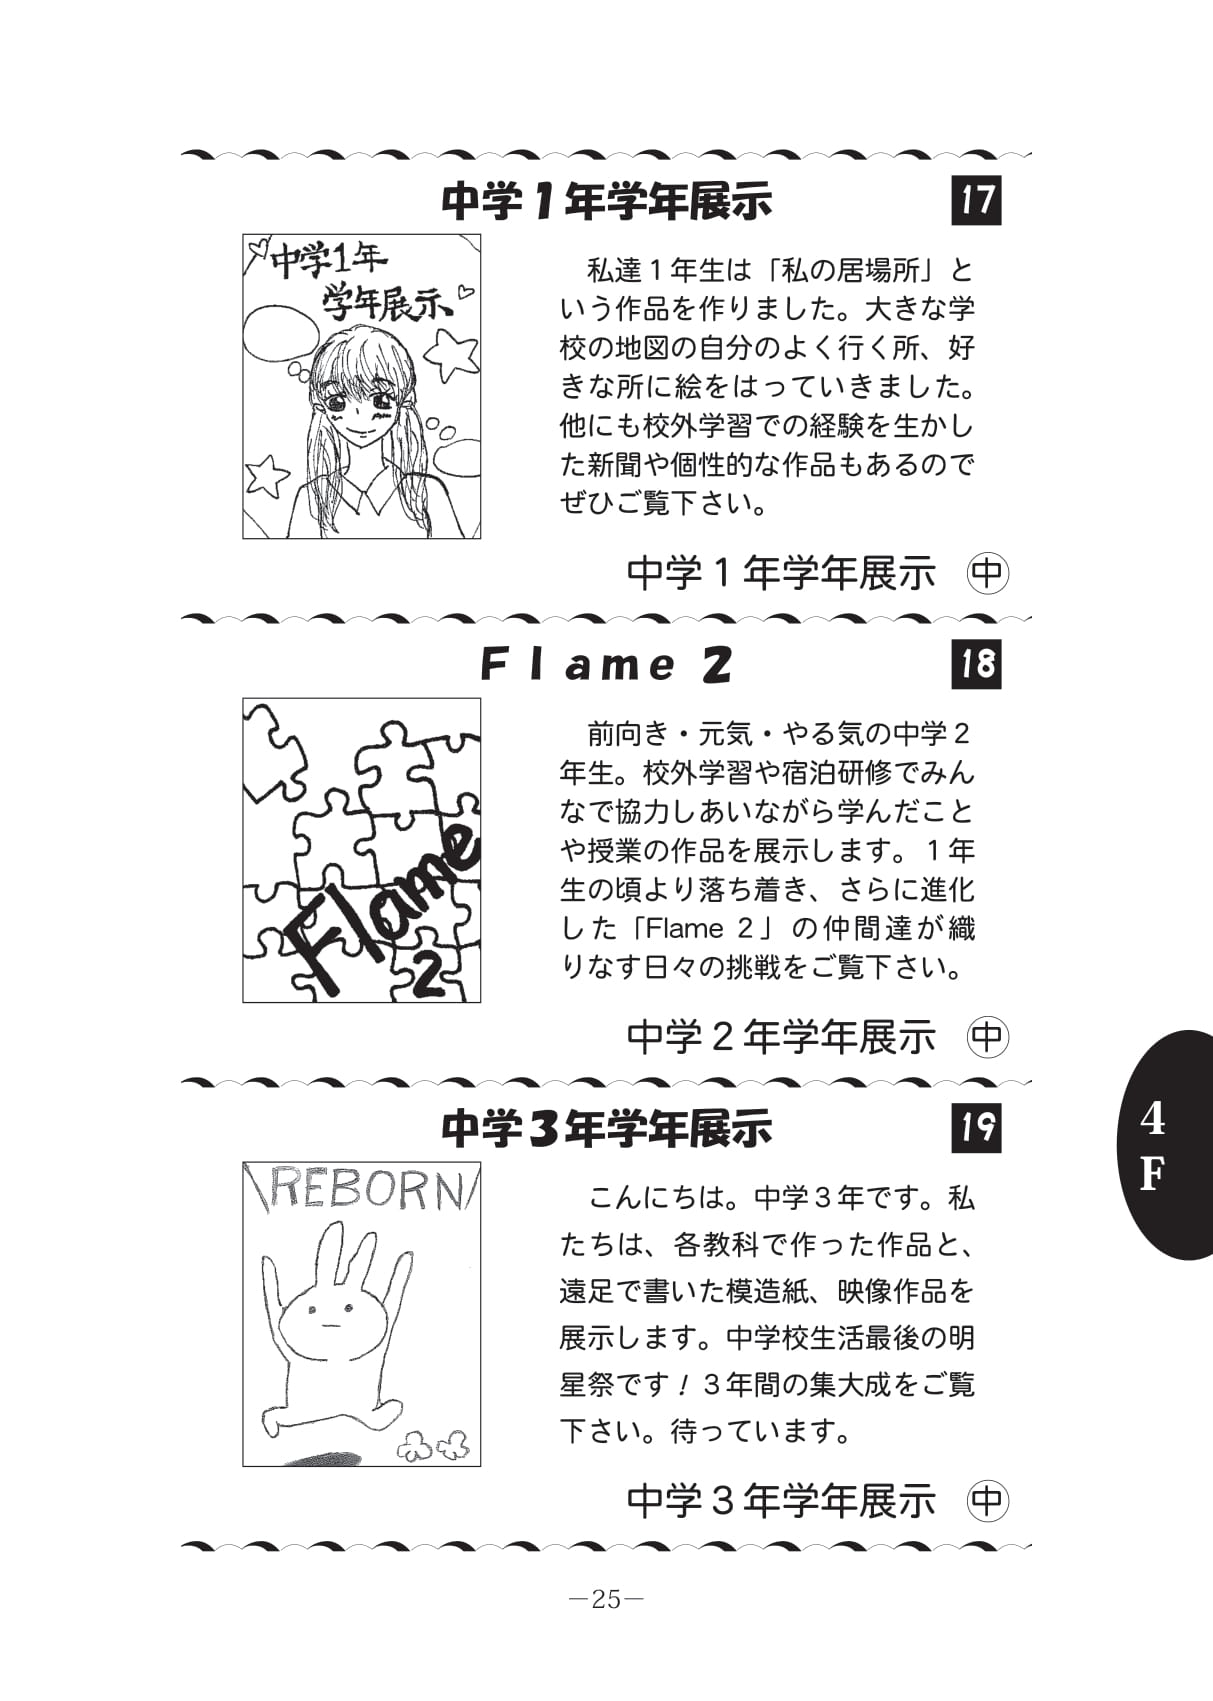 中学1年学年展示
17
中学1年
学年展示
私達1年生は「私の居場所」と
いう作品を作りました。大きな学
校の地図の自分のよく行く所、好
きな所に絵をはっていきました。
他にも校外学習での経験を生かし
た新聞や個性的な作品もあるので
ぜひご覧下さい。
中学1年学年展示 ㊥
Flame 2
18
Flame
2
前向き・元気・やる気の中学2
年生。校外学習や宿泊研修でみん
なで協力しあいながら学んだこと
や授業の作品を展示します。1年
生の頃より落ち着き、さらに進化
した「Flame 2」の仲間達が織
りなす日々の挑戦をご覧下さい。
中学2年学年展示 ㊥
中学3年学年展示
19
\REBORN/
こんにちは。中学3年です。私
たちは、各教科で作った作品と、
遠足で書いた模造紙、映像作品を
展示します。中学校生活最後の明
星祭です！3年間の集大成をご覧
下さい。待っています。
中学3年学年展示 ㊥
4
F
—25—